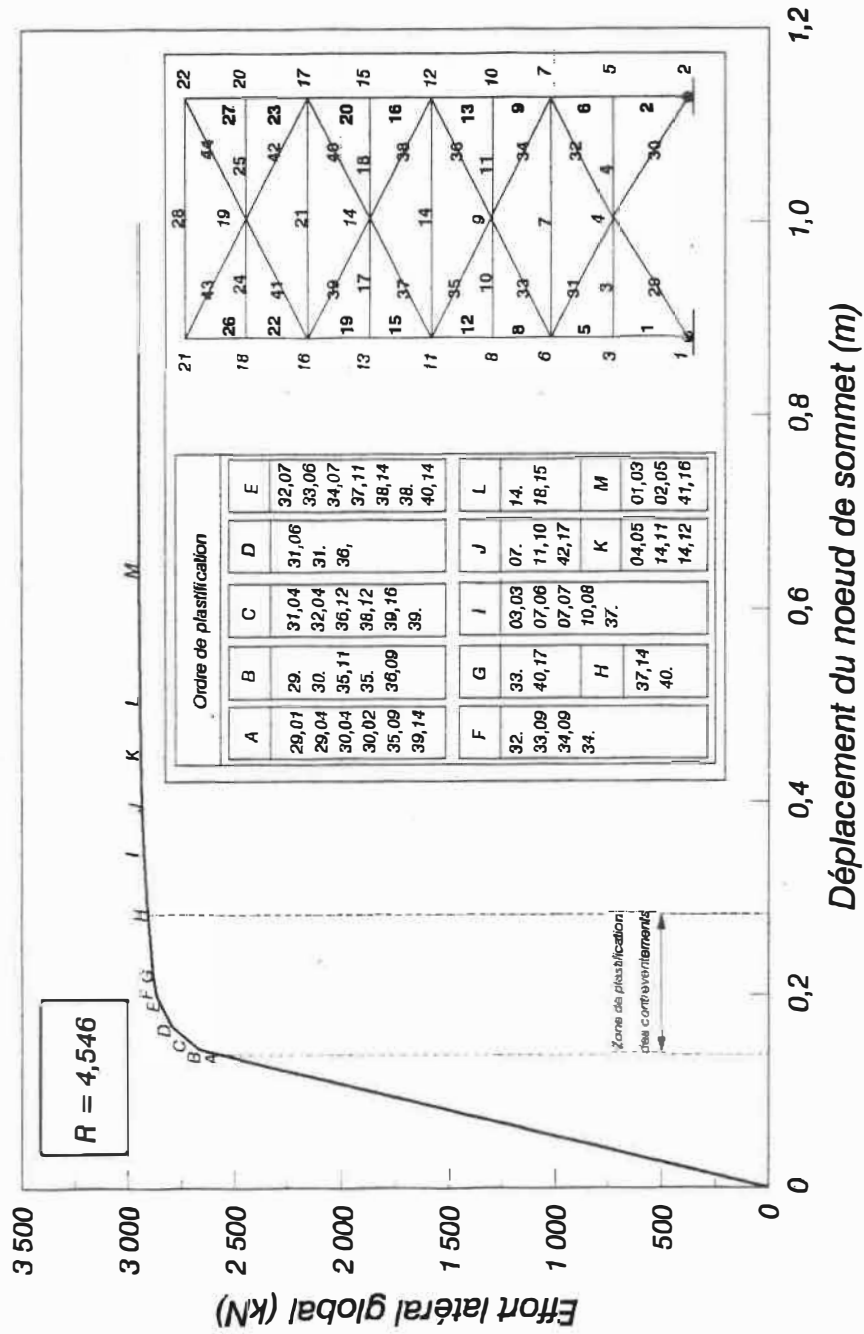 Effort latéral global (kN)
3 500
3 000
2 500
2 000
1 500
1 000
500
0
R = 4,546
A
B
C
D
E
F
G
H
I
J
K
L
M
Zone de plastification
des contreventements
Ordre de plastification
A
29,01
29,04
30,04
30,02
35,09
39,14
B
29.
30.
35,11
35.
36,09
C
31,04
32,04
36,12
38,12
39,16
39.
D
31,06
31.
36,
E
32,07
33,06
34,07
37,11
38,14
38.
40,14
F
32.
33,09
34,09
34.
G
33.
40,17
H
37,14
40.
I
03,03
07,06
07,07
10,08
37.
J
07.
11,10
42,17
K
04,05
14,11
14,12
L
14.
18,15
M
01,03
02,05
41,16
21 28 22
43 44
26 27
18 24 19 25 20
41 42
22 23
16 21 17
39 40
19 20
13 17 14 18 15
37 38
15 16
11 14 12
35 36
12 13
8 10 9 11 10
33 34
8 9
6 7 7
31 32
5 6
3 3 4 4 5
29 30
1 2
1 2
0
0,2
0,4
0,6
0,8
1,0
1,2
Déplacement du noeud de sommet (m)